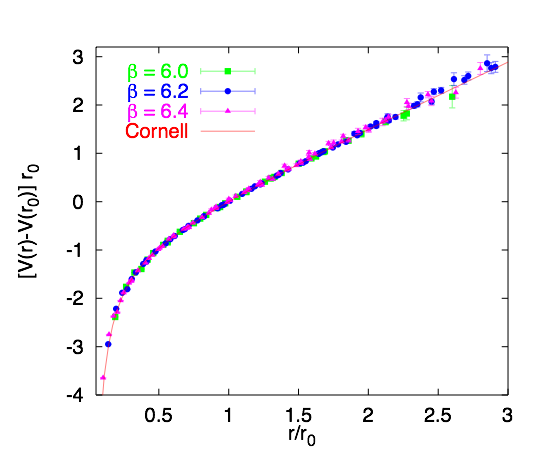 3
2
1
0
-1
-2
-3
-4
[V(r)-V(r₀)] r₀
β = 6.0
β = 6.2
β = 6.4
Cornell
0.5 1 1.5 2 2.5 3
r/r₀